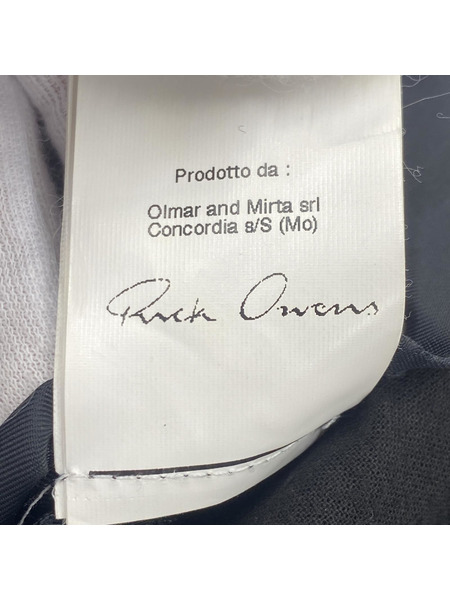 Prodotto da :
Olmar and Mirta srl
Concordia s/S (Mo)
Rick Owens